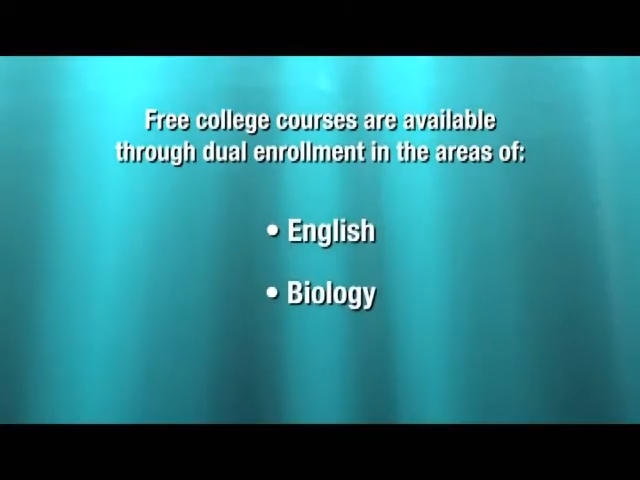 Free college courses are available
through dual enrollment in the areas of:
• English
• Biology